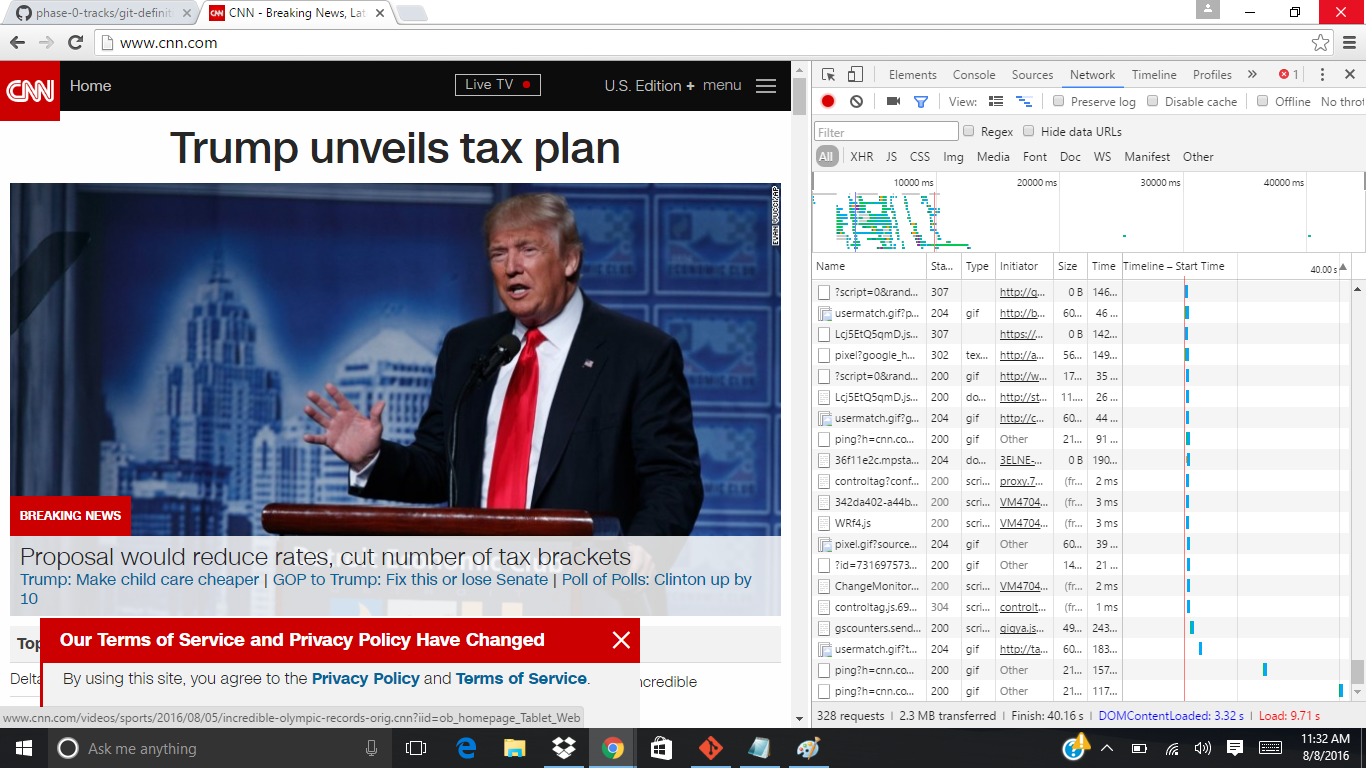 phase-0-tracks/git-definit
CNN - Breaking News, Lat
www.cnn.com
CNN
Home
Live TV
U.S. Edition + menu
Trump unveils tax plan
EVAN VUCCI/AP
BREAKING NEWS
Proposal would reduce rates, cut number of tax brackets
Trump: Make child care cheaper | GOP to Trump: Fix this or lose Senate | Poll of Polls: Clinton up by
10
Top
Our Terms of Service and Privacy Policy Have Changed
Delta
By using this site, you agree to the Privacy Policy and Terms of Service.
ncredible
www.cnn.com/videos/sports/2016/08/05/incredible-olympic-records-orig.cnn?iid=ob_homepage_Tablet_Web
Elements Console Sources Network Timeline Profiles » 1
View: Preserve log Disable cache Offline No thrott
Filter Regex Hide data URLs
All XHR JS CSS Img Media Font Doc WS Manifest Other
10000 ms 20000 ms 30000 ms 40000 ms
Name Sta... Type Initiator Size Time Timeline – Start Time 40.00 s
?script=0&rand... 307 http://q... 0 B 146...
usermatch.gif?p... 204 gif http://b... 60... 46 ...
Lcj5EtQ5qmD.js... 307 https://... 0 B 142...
pixel?google_h... 302 tex... http://a... 56... 149...
?script=0&rand... 200 gif http://w... 17... 35 ...
Lcj5EtQ5qmD.js... 200 do... http://st... 11.... 26 ...
usermatch.gif?g... 204 gif http://c... 60... 44 ...
ping?h=cnn.co... 200 gif Other 21... 91 ...
36f11e2c.mpsta... 204 do... 3ELNE-... 0 B 190...
controltag?conf... 200 scri... proxy.7... (fr... 2 ms
342da402-a44b... 200 scri... VM4704... (fr... 3 ms
WRf4.js 200 scri... VM4704... (fr... 3 ms
pixel.gif?source... 204 gif Other 60... 39 ...
?id=731697573... 200 gif Other 14... 21 ...
ChangeMonitor... 200 scri... VM4704... (fr... 2 ms
controltag.js.69... 304 scri... controlt... (fr... 1 ms
gscounters.send... 200 scri... gigya.js... 49... 243...
usermatch.gif?t... 204 gif http://ta... 60... 183...
ping?h=cnn.co... 200 gif Other 21... 157...
ping?h=cnn.co... 200 gif Other 21... 117...
328 requests | 2.3 MB transferred | Finish: 40.16 s | DOMContentLoaded: 3.32 s | Load: 9.71 s
Ask me anything
11:32 AM
8/8/2016